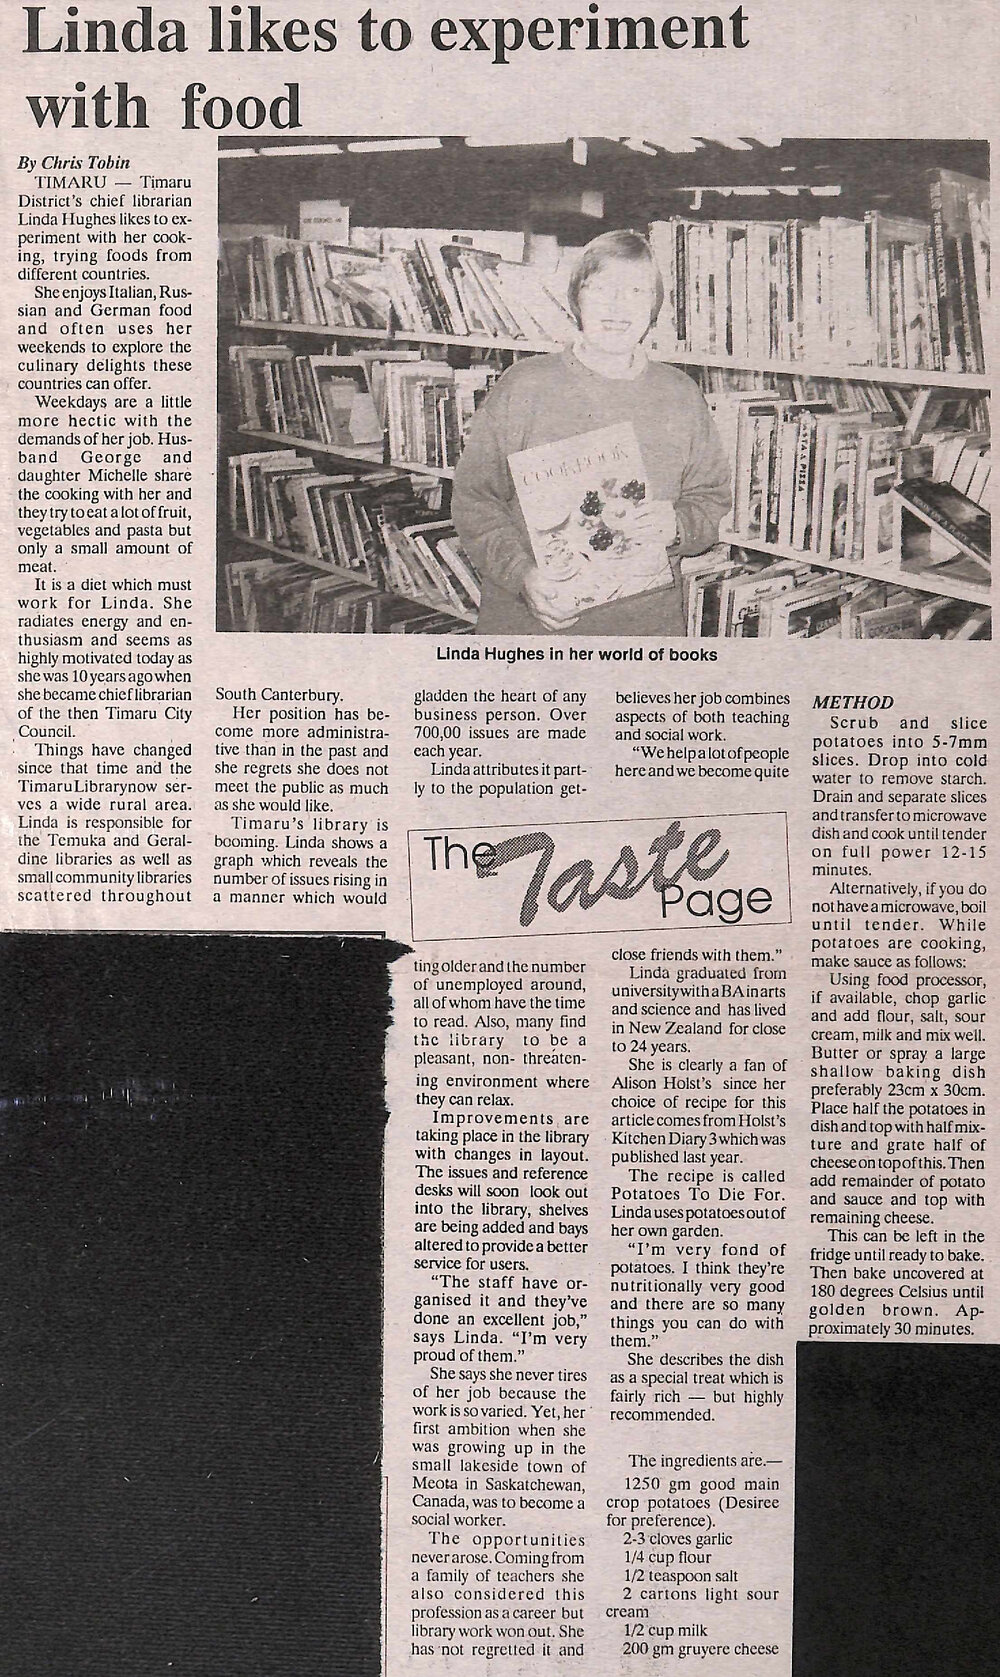 Linda likes to experiment
with food
By Chris Tobin
TIMARU — Timaru
District's chief librarian
Linda Hughes likes to ex-
periment with her cook-
ing, trying foods from
different countries.
She enjoys Italian, Rus-
sian and German food
and often uses her
weekends to explore the
culinary delights these
countries can offer.
Weekdays are a little
more hectic with the
demands of her job. Hus-
band George and
daughter Michelle share
the cooking with her and
they try to eat a lot of fruit,
vegetables and pasta but
only a small amount of
meat.
It is a diet which must
work for Linda. She
radiates energy and en-
thusiasm and seems as
highly motivated today as
she was 10 years ago when
she became chief librarian
of the then Timaru City
Council.
Things have changed
since that time and the
Timaru Library now ser-
ves a wide rural area.
Linda is responsible for
the Temuka and Geral-
dine libraries as well as
small community libraries
scattered throughout
COOKBOOK
PASTA & PIZZA
Linda Hughes in her world of books
South Canterbury.
Her position has be-
come more administra-
tive than in the past and
she regrets she does not
meet the public as much
as she would like.
Timaru's library is
booming. Linda shows a
graph which reveals the
number of issues rising in
a manner which would
gladden the heart of any
business person. Over
700,00 issues are made
each year.
Linda attributes it part-
ly to the population get-
The Taste
Page
ting older and the number
of unemployed around,
all of whom have the time
to read. Also, many find
the library to be a
pleasant, non- threaten-
ing environment where
they can relax.
Improvements are
taking place in the library
with changes in layout.
The issues and reference
desks will soon look out
into the library, shelves
are being added and bays
altered to provide a better
service for users.
"The staff have or-
ganised it and they've
done an excellent job,"
says Linda. "I'm very
proud of them."
She says she never tires
of her job because the
work is so varied. Yet, her
first ambition when she
was growing up in the
small lakeside town of
Meota in Saskatchewan,
Canada, was to become a
social worker.
The opportunities
never arose. Coming from
a family of teachers she
also considered this
profession as a career but
library work won out. She
has not regretted it and
believes her job combines
aspects of both teaching
and social work.
"We help a lot of people
here and we become quite
close friends with them."
Linda graduated from
university with a BA in arts
and science and has lived
in New Zealand for close
to 24 years.
She is clearly a fan of
Alison Holst's since her
choice of recipe for this
article comes from Holst's
Kitchen Diary 3 which was
published last year.
The recipe is called
Potatoes To Die For.
Linda uses potatoes out of
her own garden.
"I'm very fond of
potatoes. I think they're
nutritionally very good
and there are so many
things you can do with
them."
She describes the dish
as a special treat which is
fairly rich — but highly
recommended.
The ingredients are.—
1250 gm good main
crop potatoes (Desiree
for preference).
2-3 cloves garlic
1/4 cup flour
1/2 teaspoon salt
2 cartons light sour
cream
1/2 cup milk
200 gm gruyere cheese
METHOD
Scrub and slice
potatoes into 5-7mm
slices. Drop into cold
water to remove starch.
Drain and separate slices
and transfer to microwave
dish and cook until tender
on full power 12-15
minutes.
Alternatively, if you do
not have a microwave, boil
until tender. While
potatoes are cooking,
make sauce as follows:
Using food processor,
if available, chop garlic
and add flour, salt, sour
cream, milk and mix well.
Butter or spray a large
shallow baking dish
preferably 23cm x 30cm.
Place half the potatoes in
dish and top with half mix-
ture and grate half of
cheese on top of this. Then
add remainder of potato
and sauce and top with
remaining cheese.
This can be left in the
fridge until ready to bake.
Then bake uncovered at
180 degrees Celsius until
golden brown. Ap-
proximately 30 minutes.